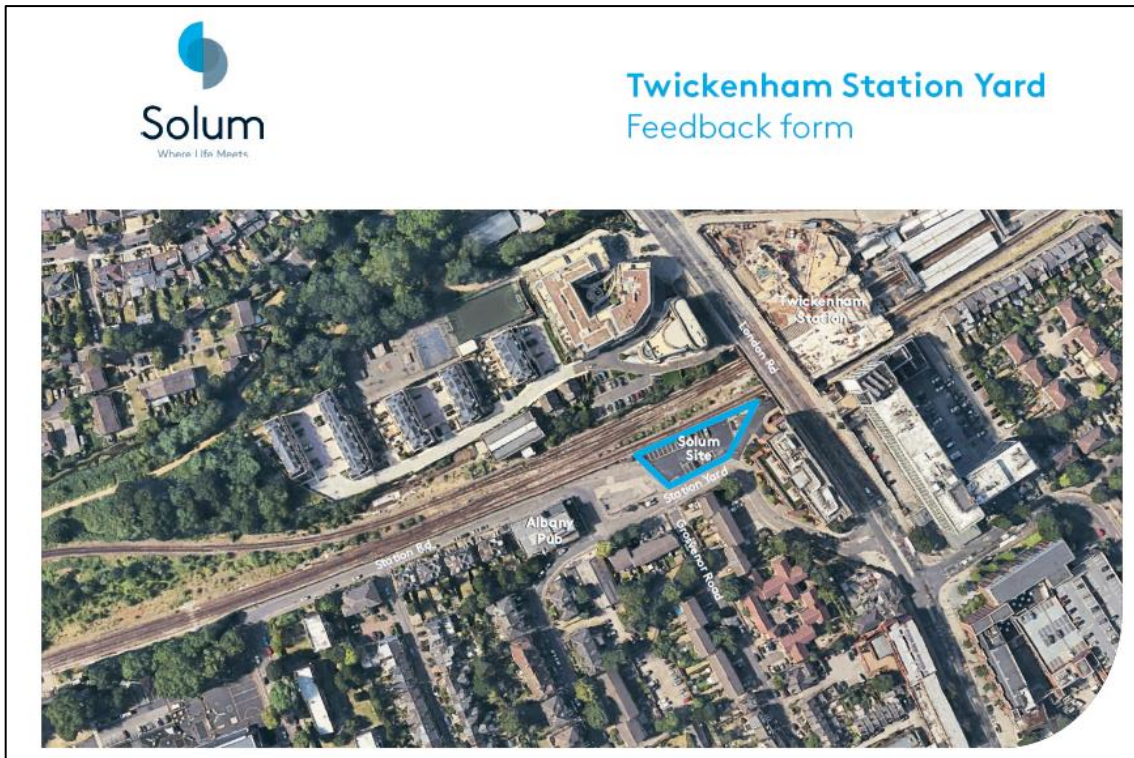 Solum
Where Life Meets
Twickenham Station Yard
Feedback form
Twickenham
Station
London Rd
Solum
Site
Station Yard
Albany
Pub
Grosvenor Road
Station Rd